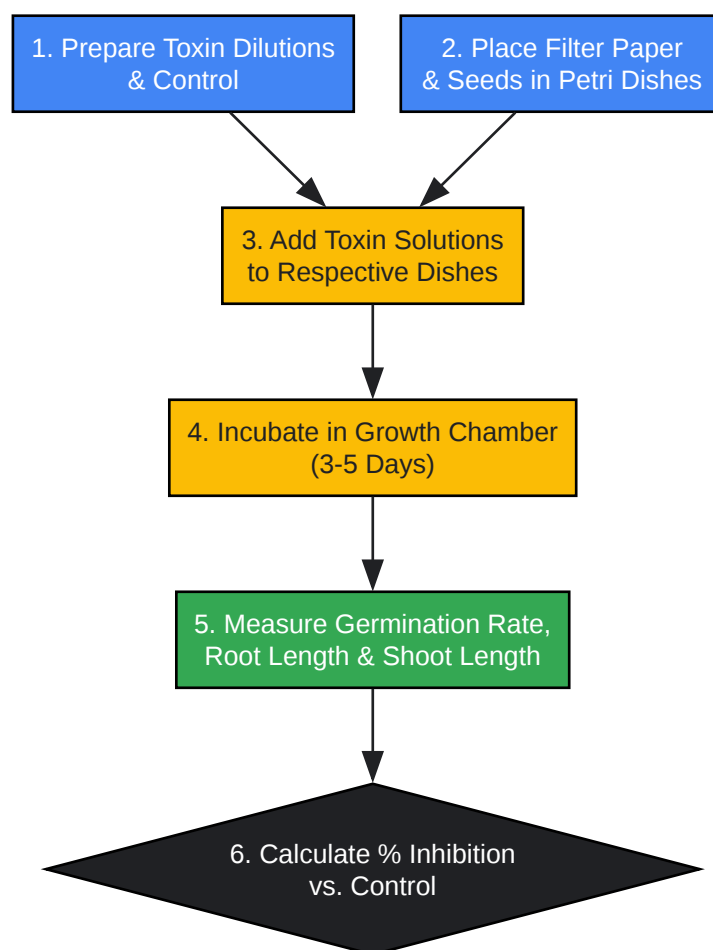 1. Prepare Toxin Dilutions
& Control
2. Place Filter Paper
& Seeds in Petri Dishes
3. Add Toxin Solutions
to Respective Dishes
4. Incubate in Growth Chamber
(3-5 Days)
5. Measure Germination Rate,
Root Length & Shoot Length
6. Calculate % Inhibition
vs. Control